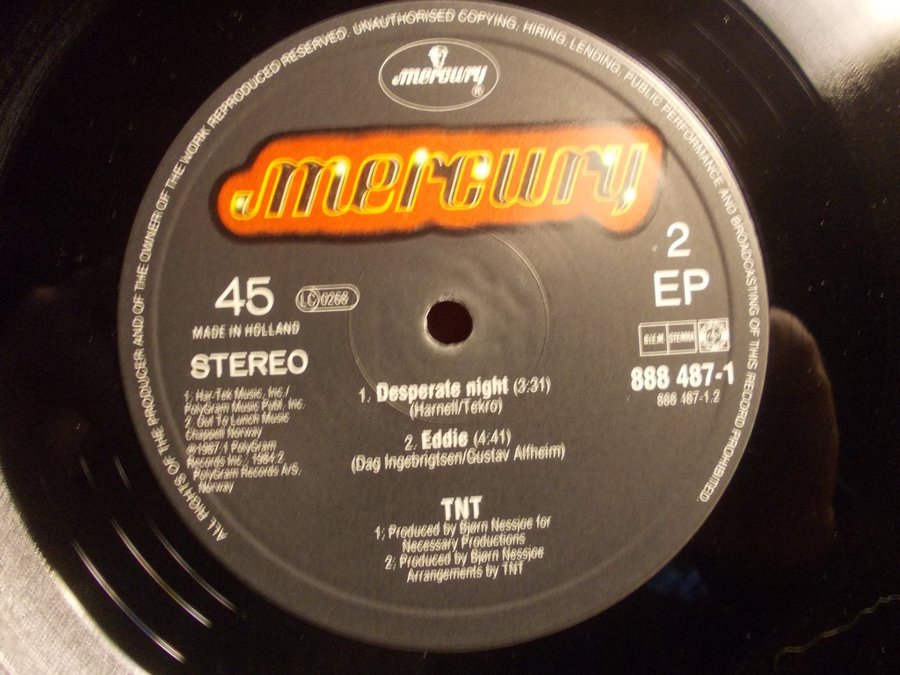 ALL RIGHTS OF THE PRODUCER AND OF THE OWNER OF THE WORK REPRODUCED RESERVED. UNAUTHORISED COPYING, HIRING, LENDING, PUBLIC PERFORMANCE AND BROADCASTING OF THIS RECORD PROHIBITED.
mercury ®
mercury
2
EP
45
LC 0268
MADE IN HOLLAND
STEREO
B.I.E.M. STEMRA
888 487-1
888 487-1.2
1. Desperate night (3:31)
(Harnell/Tekro)
2. Eddie (4:41)
(Dag Ingebrigtsen/Gustav Alfheim)
1; Har-Tek Music, Inc./
PolyGram Music Publ. Inc.
2. Out To Lunch Music
Chappell Norway
℗1987-1 PolyGram
Records Inc./ 1984-2
PolyGram Records A/S,
Norway
TNT
1; Produced by Bjørn Nessjoe for
Necessary Productions
2; Produced by Bjørn Nessjoe
Arrangements by TNT